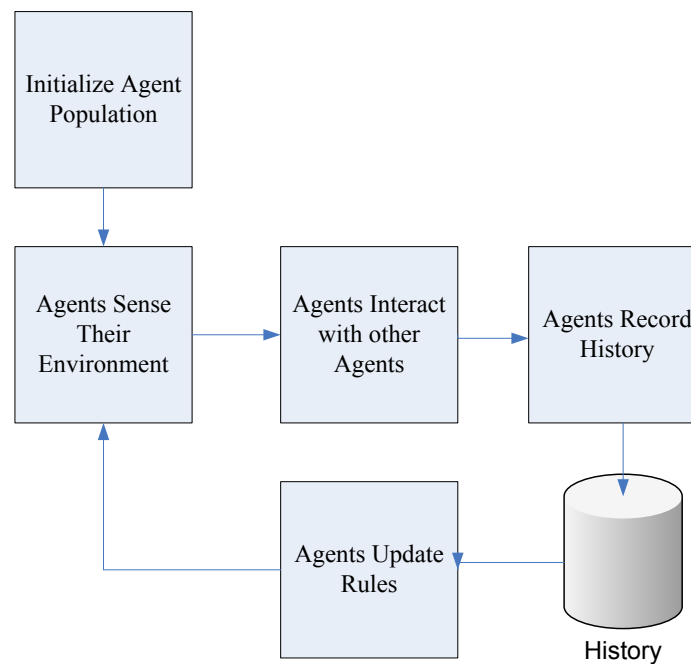 Initialize Agent
Population
Agents Sense
Their
Environment
Agents Interact
with other
Agents
Agents Record
History
Agents Update
Rules
History